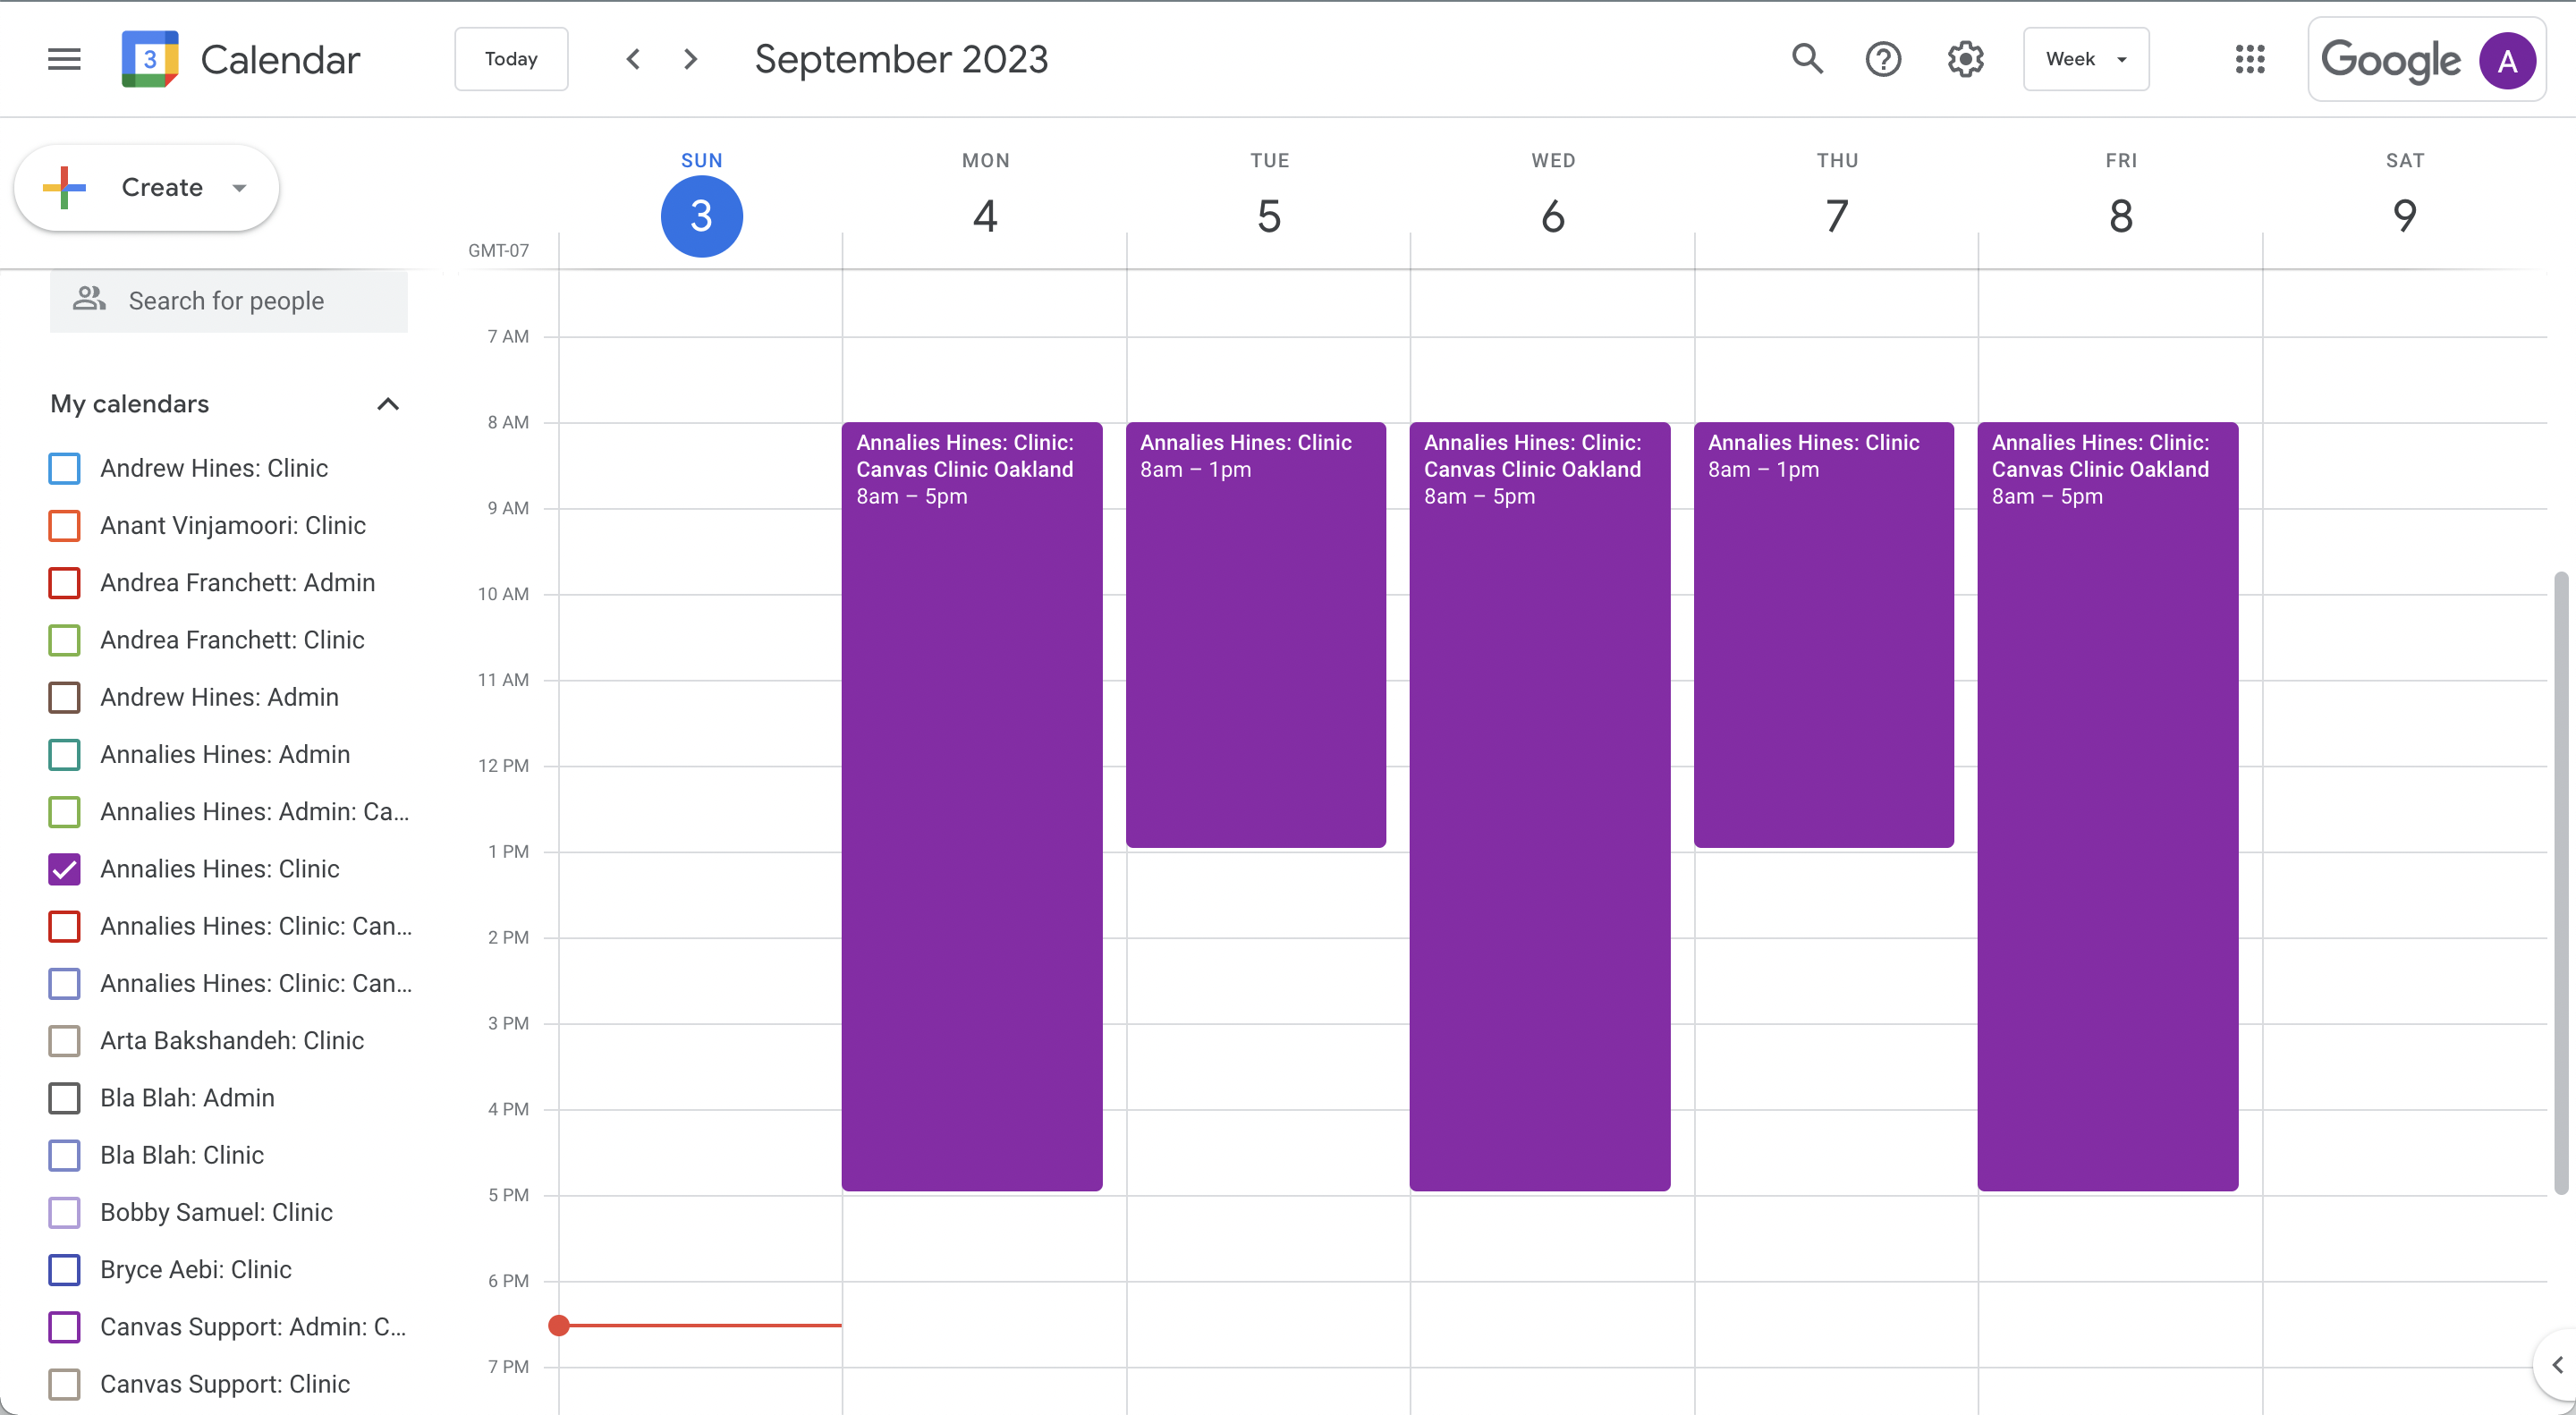 3
Calendar
Today
September 2023
?
Week
Google
A
Create
SUN
3
MON
4
TUE
5
WED
6
THU
7
FRI
8
SAT
9
GMT-07
Search for people
My calendars
Andrew Hines: Clinic
Anant Vinjamoori: Clinic
Andrea Franchett: Admin
Andrea Franchett: Clinic
Andrew Hines: Admin
Annalies Hines: Admin
Annalies Hines: Admin: Ca...
Annalies Hines: Clinic
Annalies Hines: Clinic: Can...
Annalies Hines: Clinic: Can...
Arta Bakshandeh: Clinic
Bla Blah: Admin
Bla Blah: Clinic
Bobby Samuel: Clinic
Bryce Aebi: Clinic
Canvas Support: Admin: C...
Canvas Support: Clinic
7 AM
8 AM
9 AM
10 AM
11 AM
12 PM
1 PM
2 PM
3 PM
4 PM
5 PM
6 PM
7 PM
Annalies Hines: Clinic:
Canvas Clinic Oakland
8am – 5pm
Annalies Hines: Clinic
8am – 1pm
Annalies Hines: Clinic:
Canvas Clinic Oakland
8am – 5pm
Annalies Hines: Clinic
8am – 1pm
Annalies Hines: Clinic:
Canvas Clinic Oakland
8am – 5pm